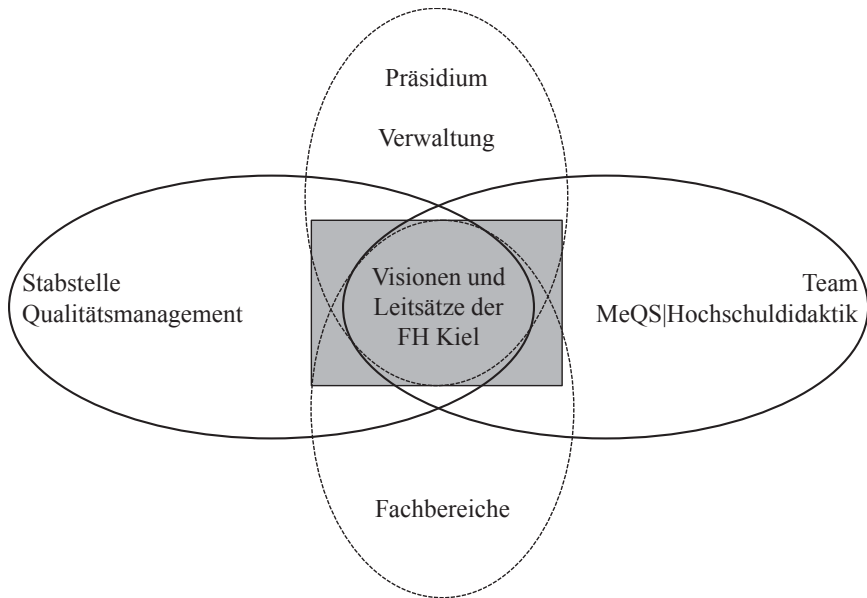 Präsidium
Verwaltung
Stabstelle
Qualitätsmanagement
Visionen und
Leitsätze der
FH Kiel
Team
MeQS|Hochschuldidaktik
Fachbereiche